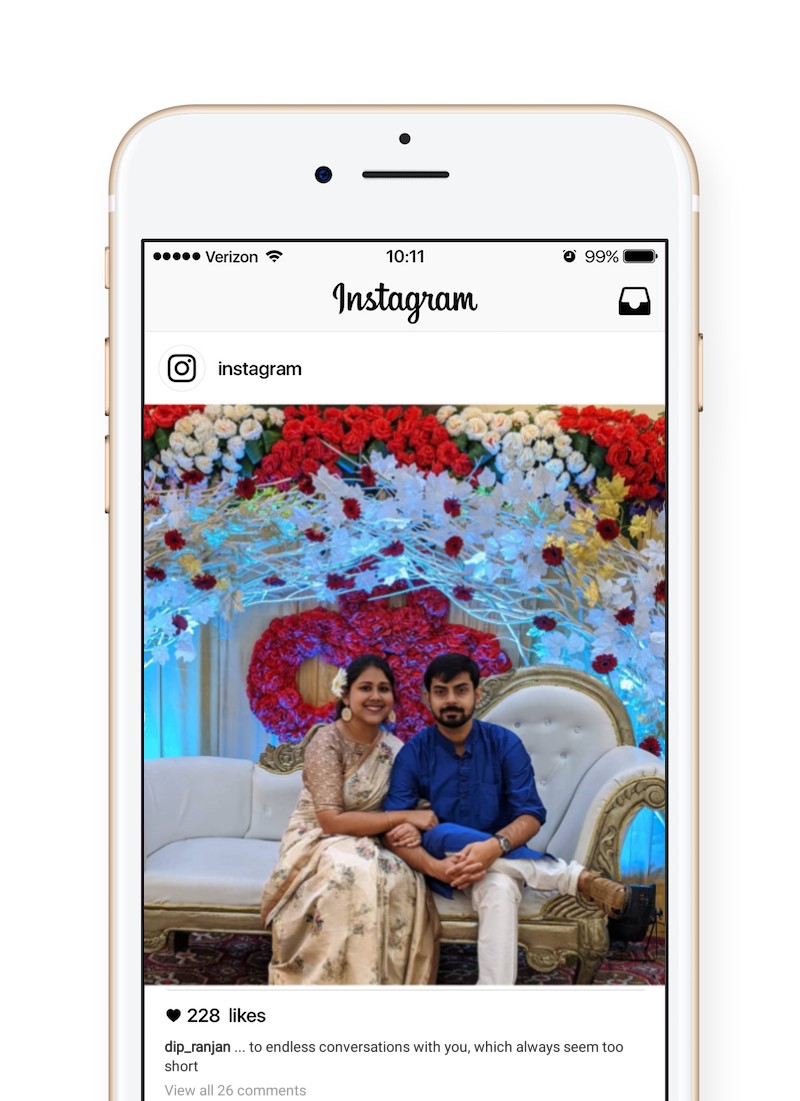 Verizon 10:11 99%
Instagram
instagram
228 likes
dip_ranjan ... to endless conversations with you, which always seem too
short
View all 26 comments